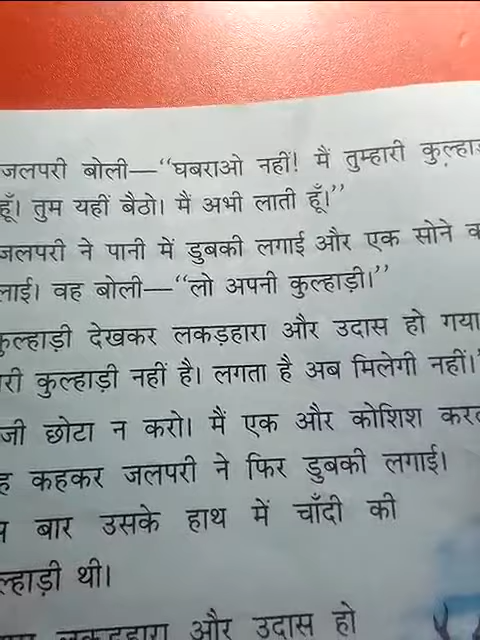 जलपरी बोली—“घबराओ नहीं! मैं तुम्हारी
हूँ। तुम यहीं बैठो। मैं अभी लाती हूँ।”
जलपरी ने पानी में डुबकी लगाई और एक सोने
लाई। वह बोली—“लो अपनी कुल्हाड़ी।”
कुल्हाड़ी देखकर लकड़हारा और उदास हो गया
कुल्हाड़ी नहीं है। लगता है अब मिलेगी नहीं।”
जी छोटा न करो। मैं एक और कोशिश
कहकर जलपरी ने फिर डुबकी लगाई।
बार उसके हाथ में चाँदी की
थी।
लकड़हारा और उदास हो